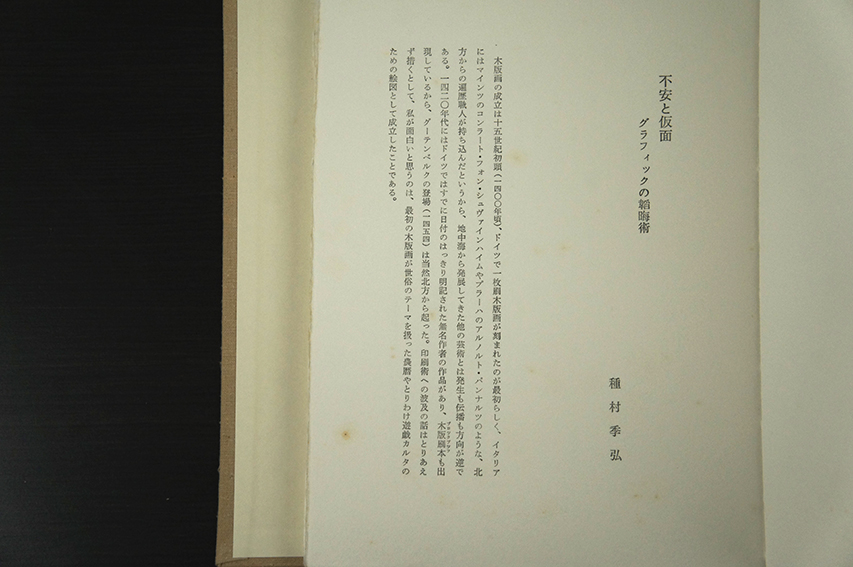 不安と仮面
グラフィックの韜晦術
種村季弘
木版画の成立は十五世紀初頭(一四〇〇年頃)、ドイツで一枚刷木版画が刻まれたのが最初らしく、イタリア
にはマインツのコンラート・フォン・シュヴァインハイムやプラーハのアルノルト・パンナルツのような、北
方からの遍歴職人が持ち込んだというから、地中海から発展してきた他の芸術とは発生も伝播も方向が逆で
ある。一四二〇年代にはドイツではすでに日付のはっきり明記された無名作者の作品があり、木版刷本も出
現しているから、グーテンベルクの登場(一四五四)は当然北方から起った。印刷術への波及の話はとりあえ
ず措くとして、私が面白いと思うのは、最初の木版画が世俗のテーマを扱った農暦やとりわけ遊戯カルタの
ための絵図として成立したことである。